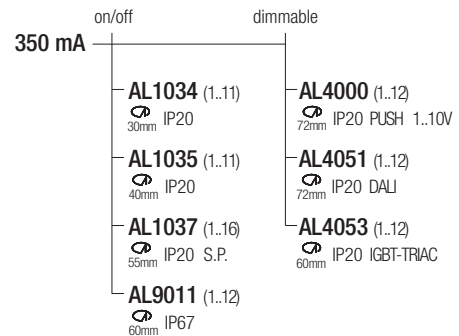 on/off
dimmable
350 mA
AL1034 (1..11)
30mm IP20
AL1035 (1..11)
40mm IP20
AL1037 (1..16)
55mm IP20 S.P.
AL9011 (1..12)
60mm IP67
AL4000 (1..12)
72mm IP20 PUSH 1..10V
AL4051 (1..12)
72mm IP20 DALI
AL4053 (1..12)
60mm IP20 IGBT-TRIAC